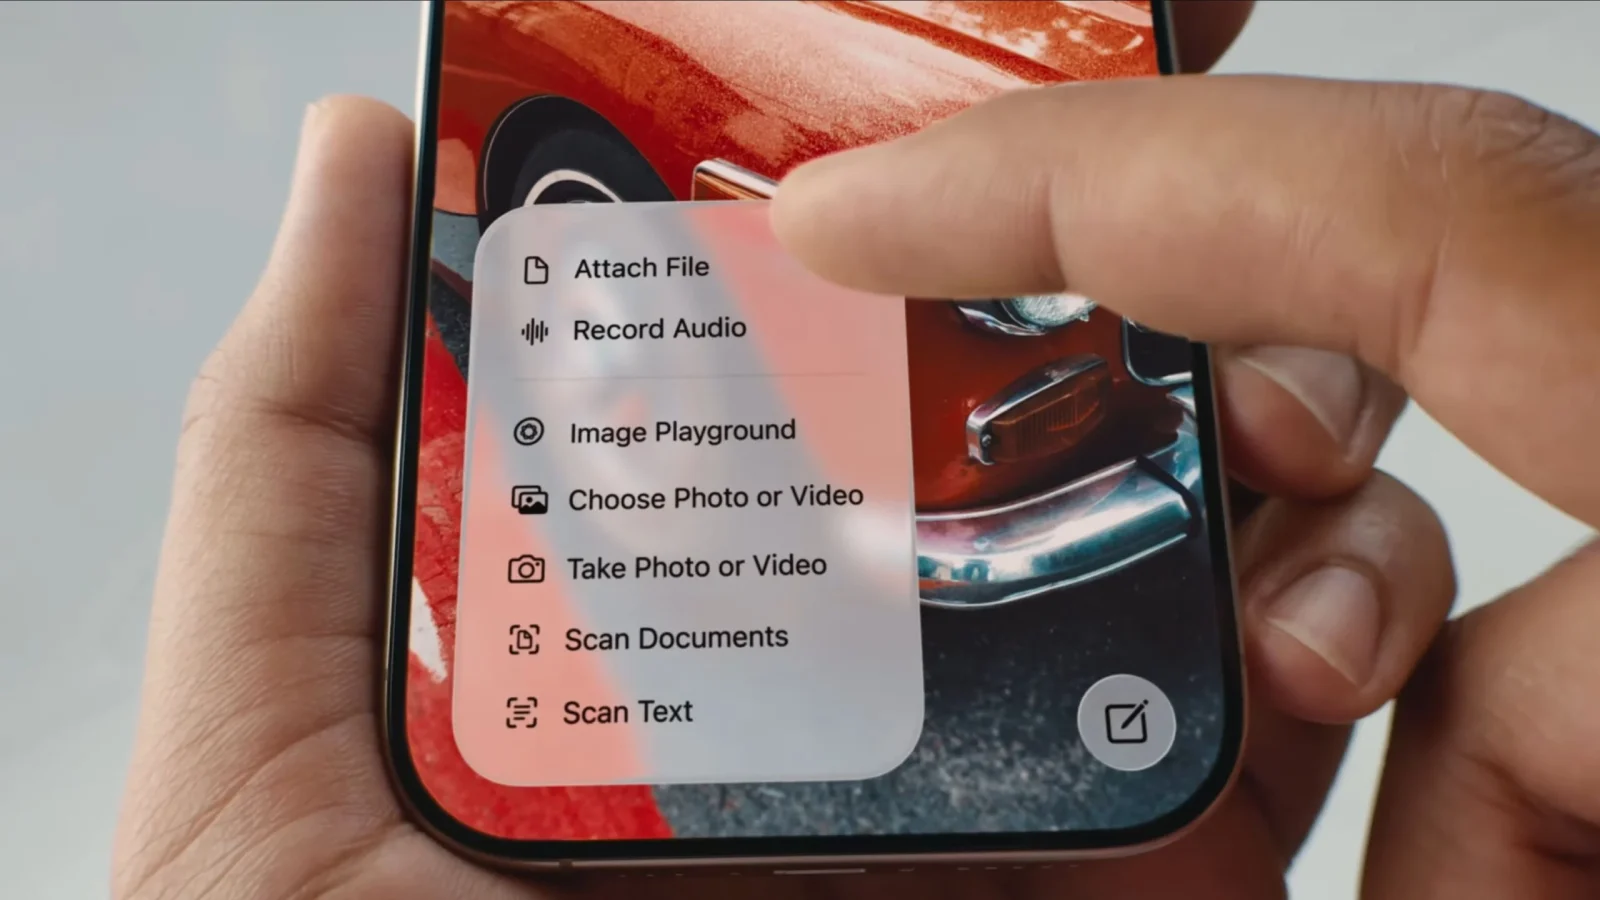 Attach File
Record Audio
Image Playground
Choose Photo or Video
Take Photo or Video
Scan Documents
Scan Text